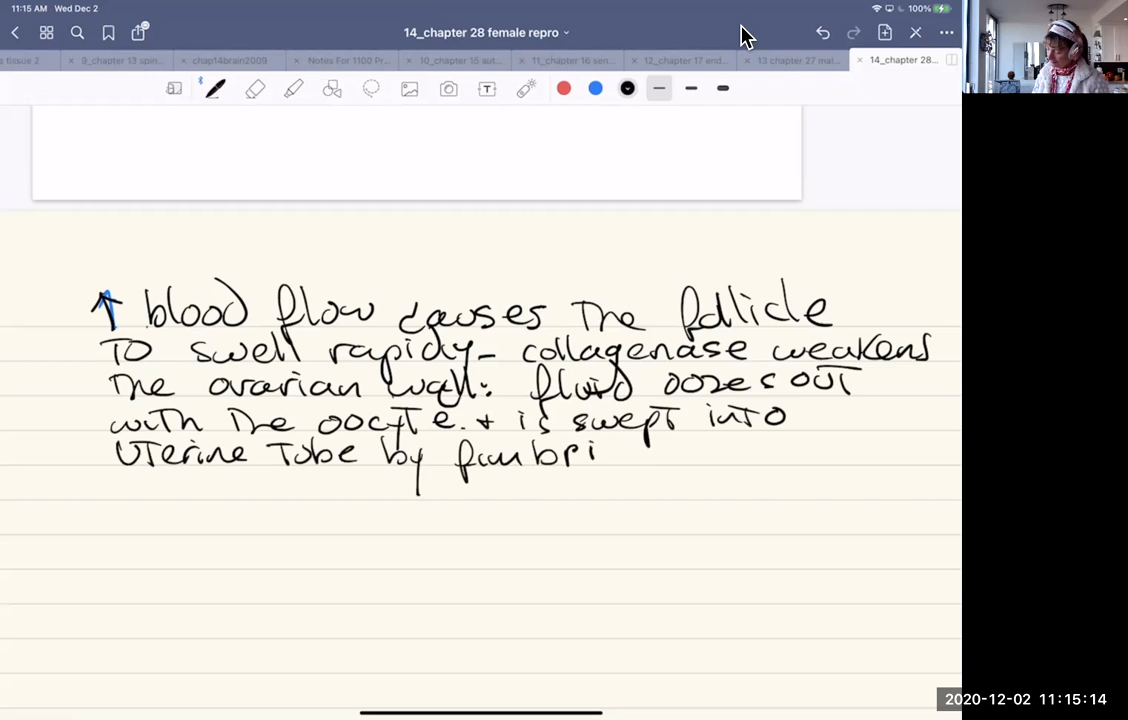 11:15 AM Wed Dec 2
100%
14_chapter 28 female repro
s tissue 2
9_chapter 13 spin...
chap14brain2009
Notes For 1100 Pr...
10_chapter 15 aut...
11_chapter 16 sen...
12_chapter 17 end...
13 chapter 27 mal...
14_chapter 28...
T
↑ blood flow causes the follicle
to swell rapidly - collagenase weakens
the ovarian wall: fluid oozes out
with the oocyte. + is swept into
Uterine tube by fimbri
2020-12-02 11:15:14